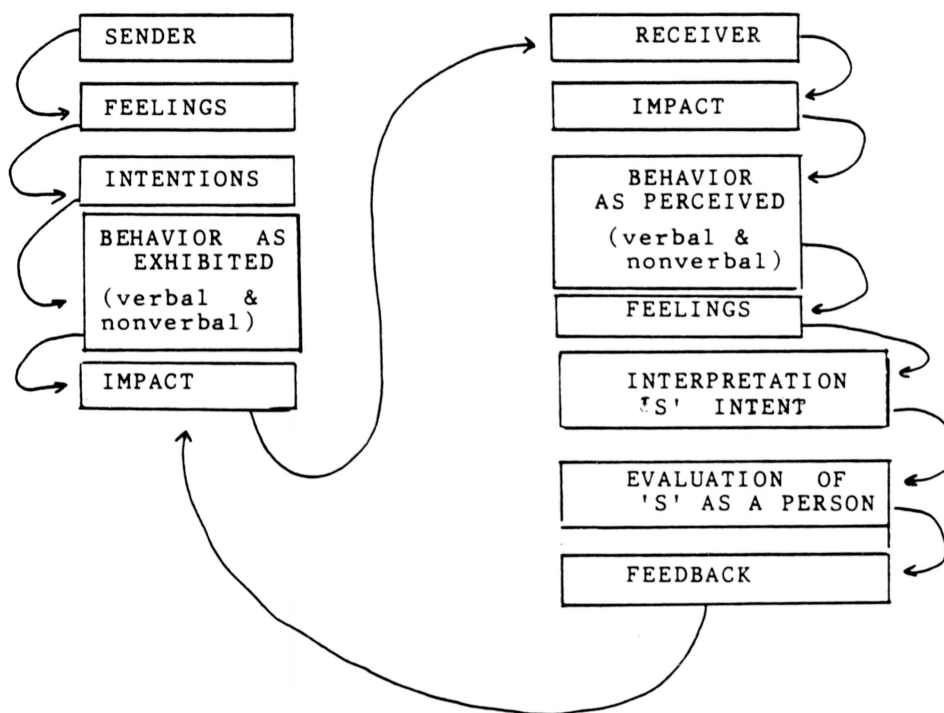 SENDER
FEELINGS
INTENTIONS
BEHAVIOR AS
EXHIBITED
(verbal &
nonverbal)
IMPACT
RECEIVER
IMPACT
BEHAVIOR
AS PERCEIVED
(verbal &
nonverbal)
FEELINGS
INTERPRETATION
'S' INTENT
EVALUATION OF
'S' AS A PERSON
FEEDBACK